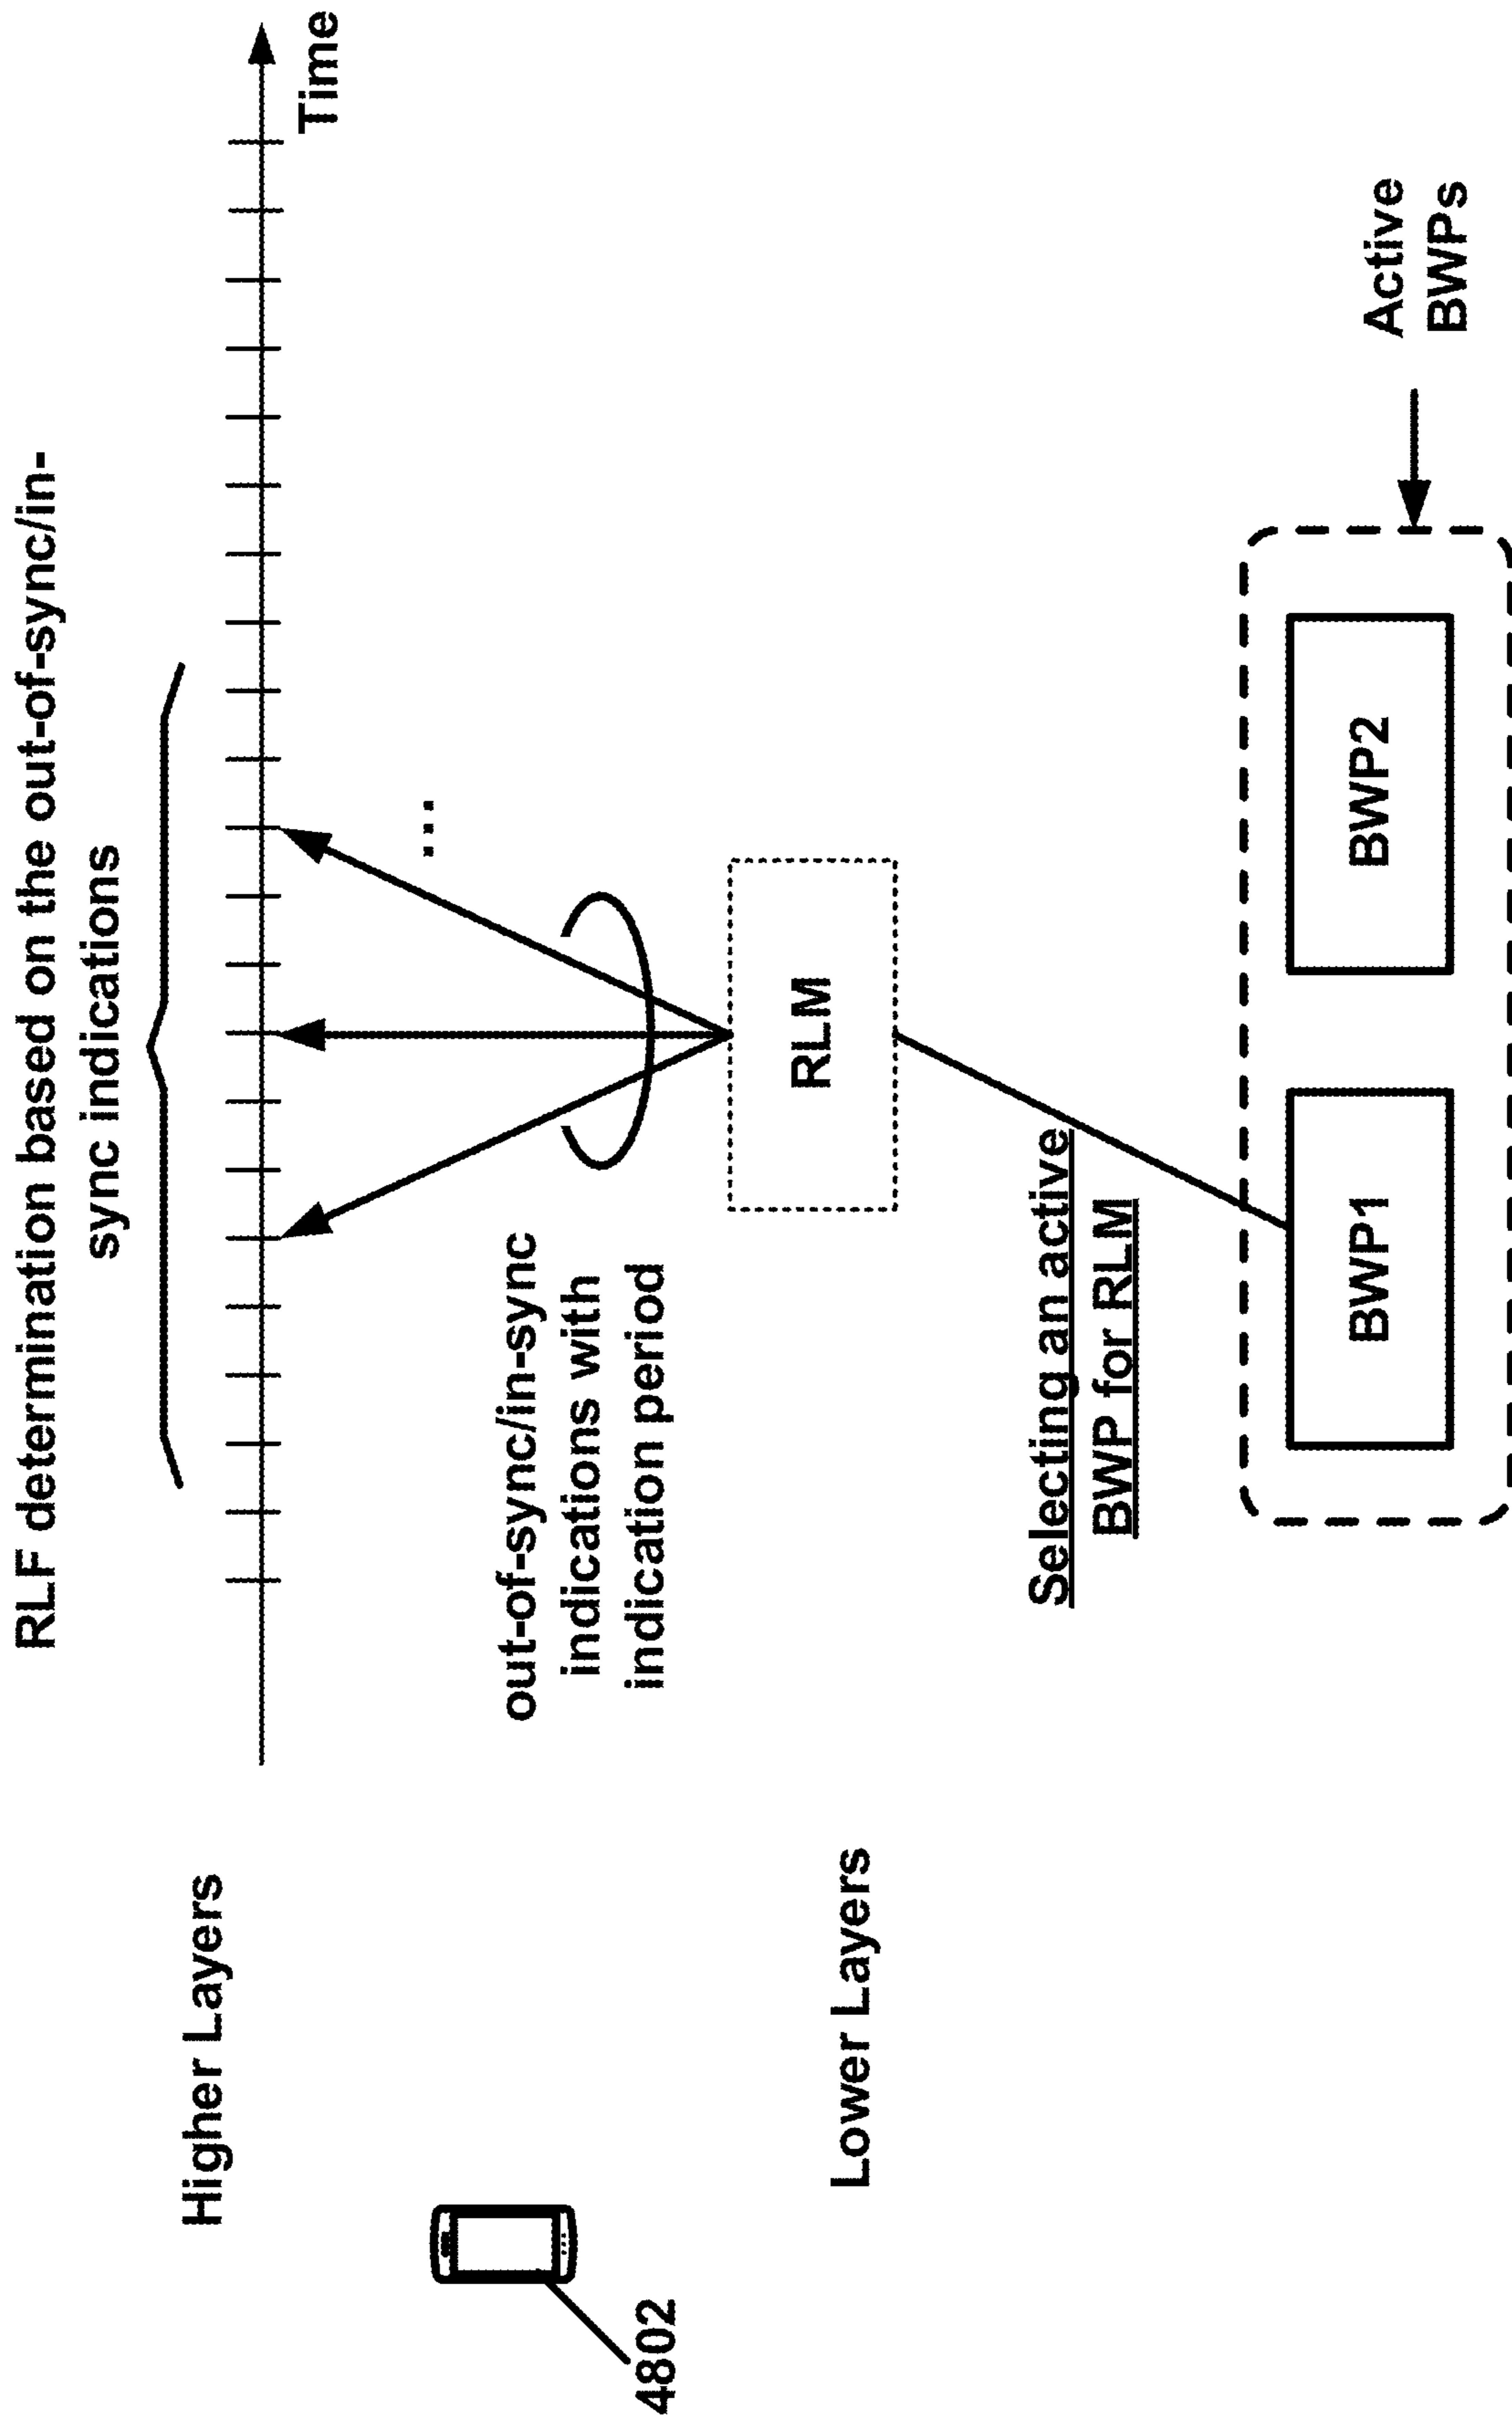 RLF determination based on the out-of-sync/in-
sync indications
Time
Higher Layers
out-of-sync/in-sync
indications with
indication period
...
4802
RLM
Lower Layers
Selecting an active
BWP for RLM
BWP1
BWP2
Active
BWPs